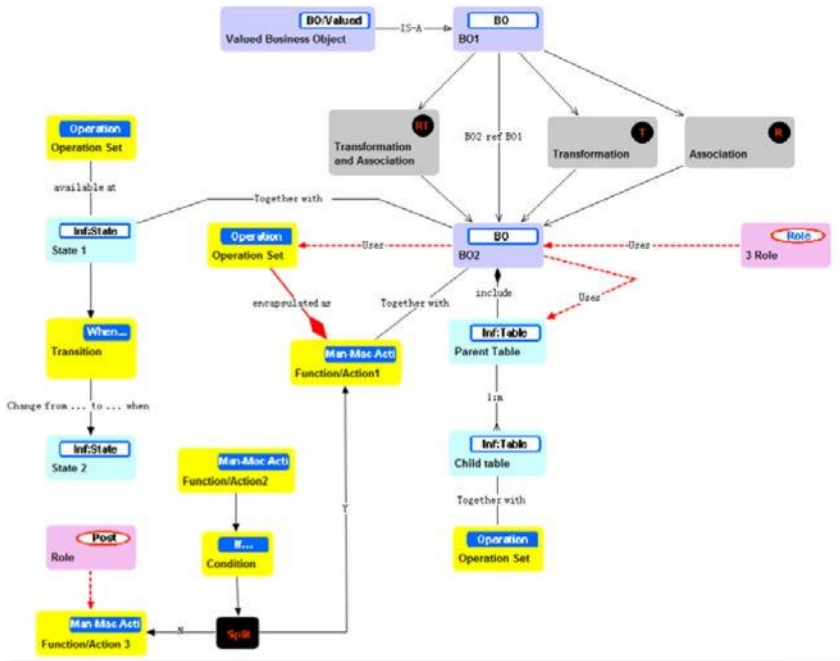 BO/Valued
Valued Business Object
IS-A
BO
BO1
Operation
Operation Set
RT
Transformation
and Association
BO2 ref BO1
T
Transformation
R
Association
available at
Together with
Inf:State
State 1
Operation
Operation Set
Uses
BO
BO2
Uses
Role
3 Role
encapsulated as
Together with
include
Uses
When...
Transition
Man-Mac Acti
Function/Action1
Inf:Table
Parent Table
Change from ... to ... when
1:m
Inf:State
State 2
Man-Mac Acti
Function/Action2
Inf:Table
Child table
Together with
Y
Post
Role
If...
Condition
Operation
Operation Set
Man-Mac Acti
Function/Action 3
N
Split